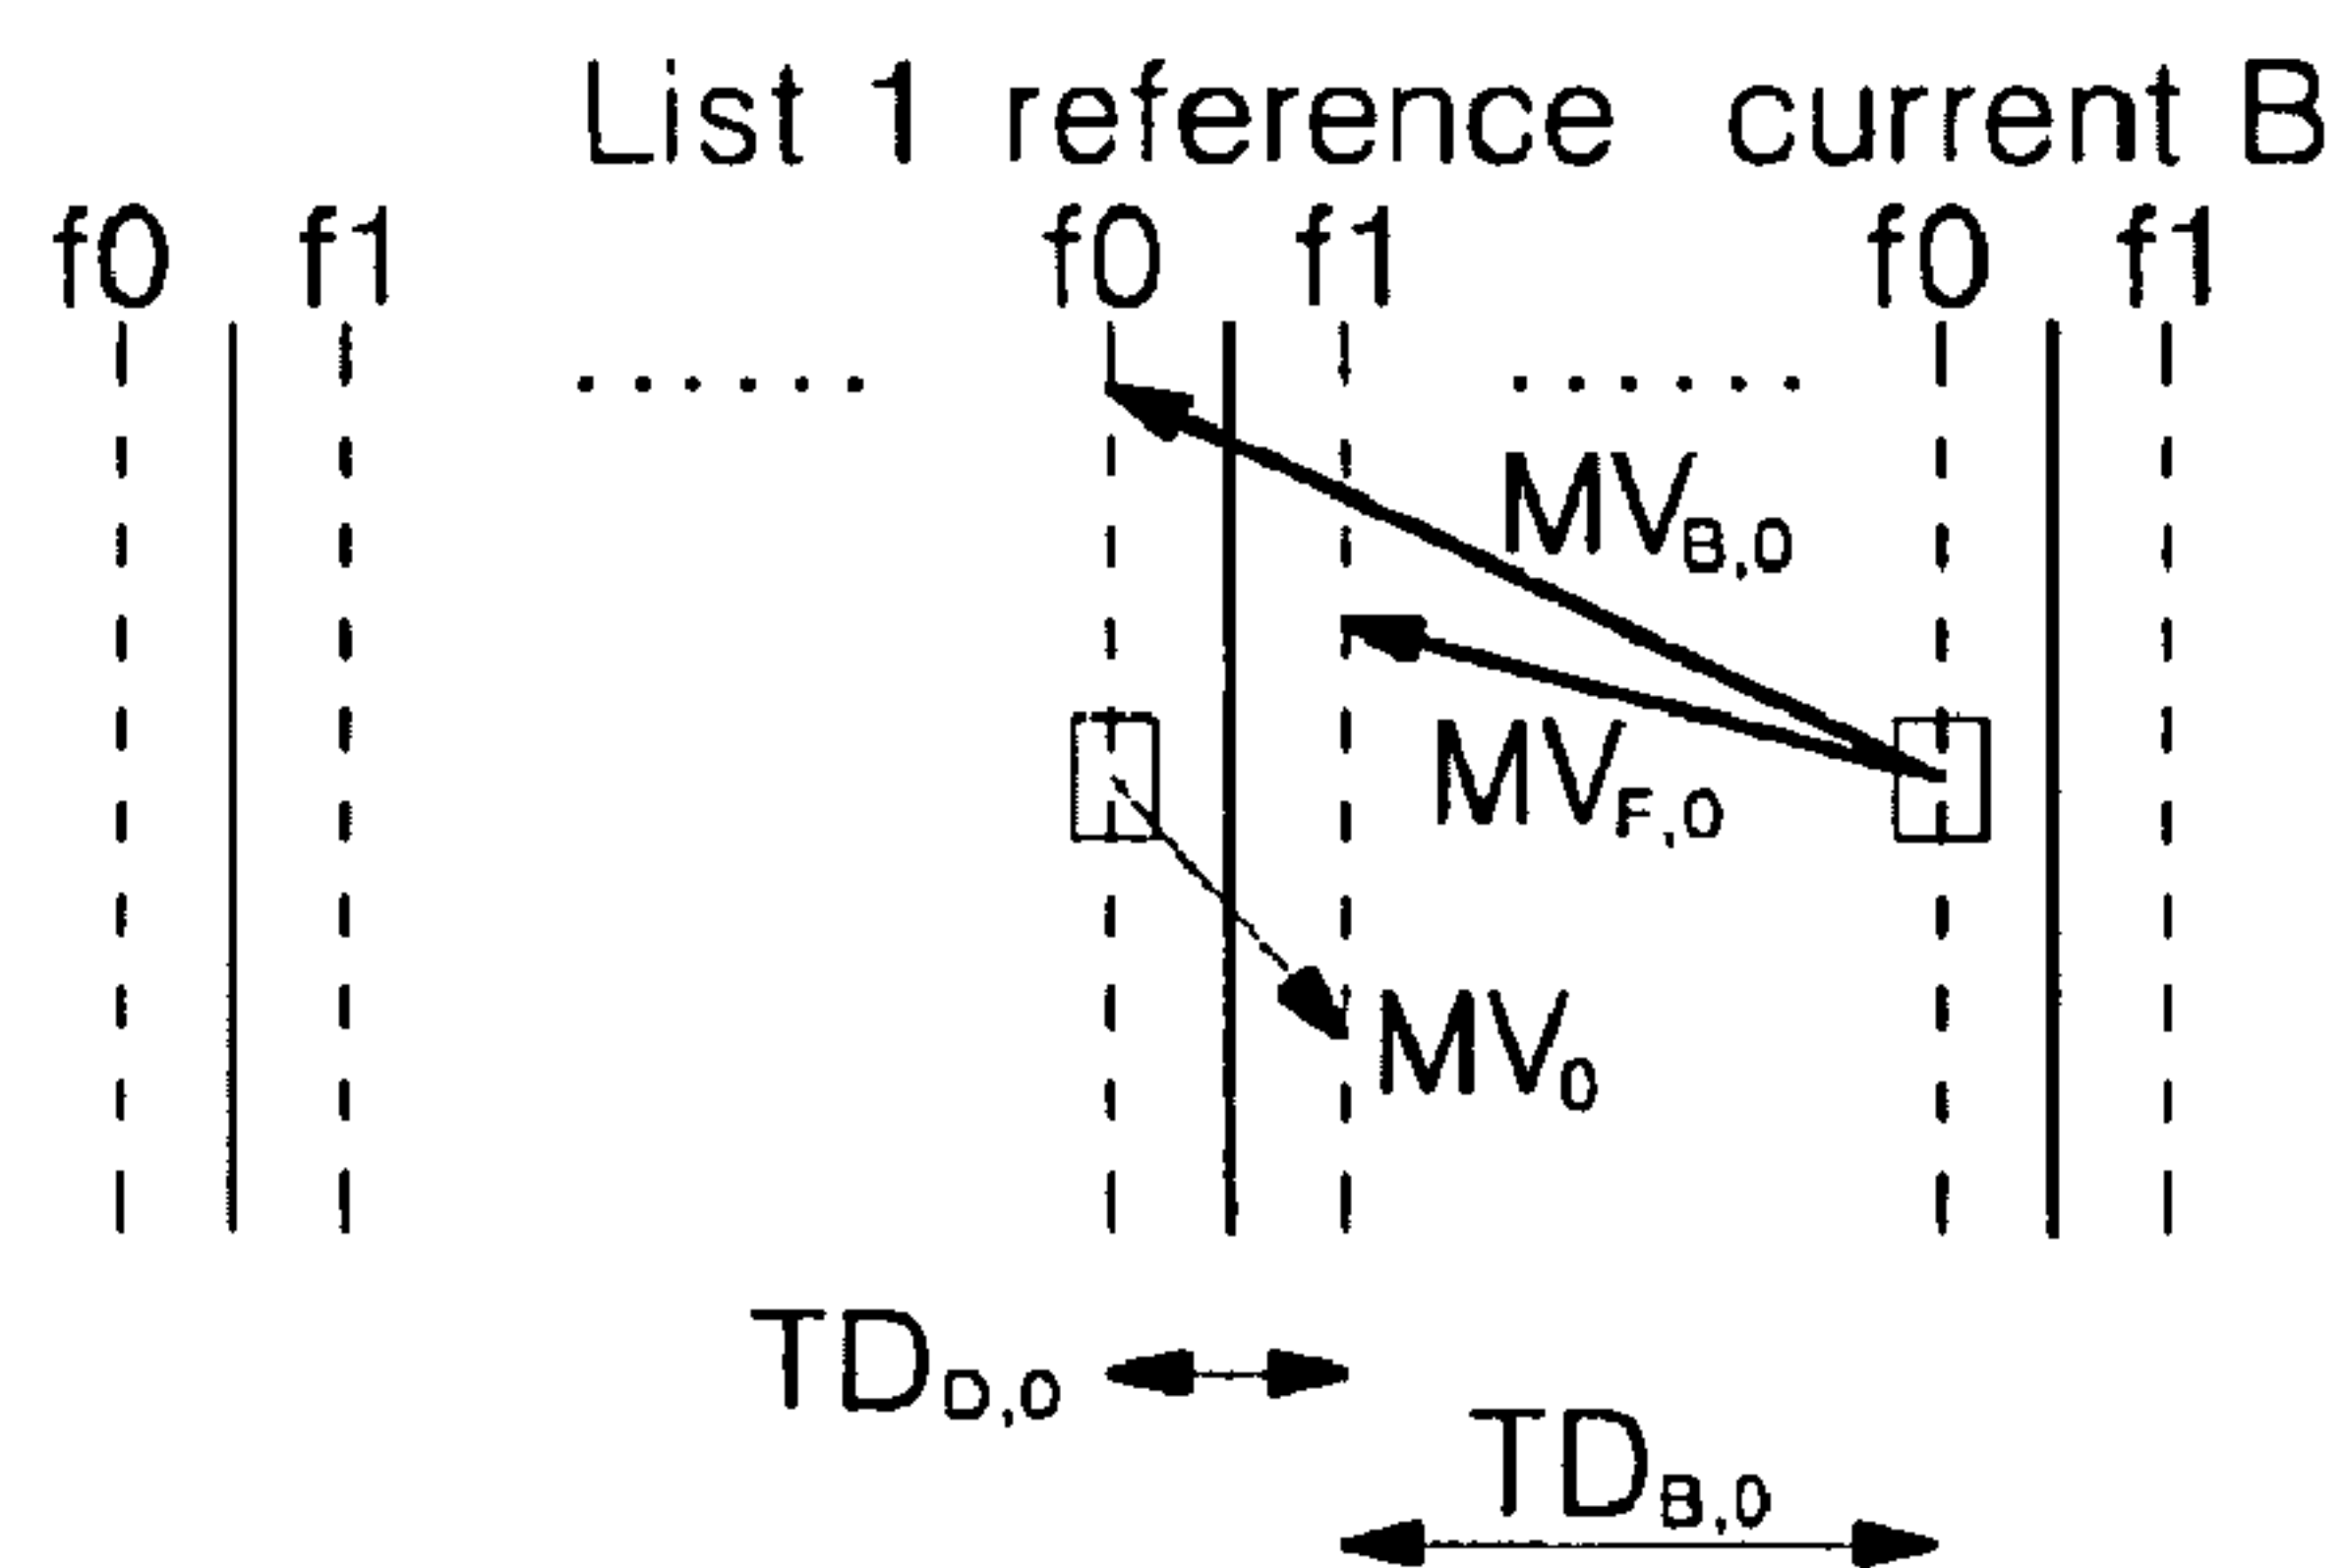 List 1 reference current B
f0 f1 f0 f1 f0 f1
......
......
MVB,0
MVF,0
MV0
TDD,0
TDB,0